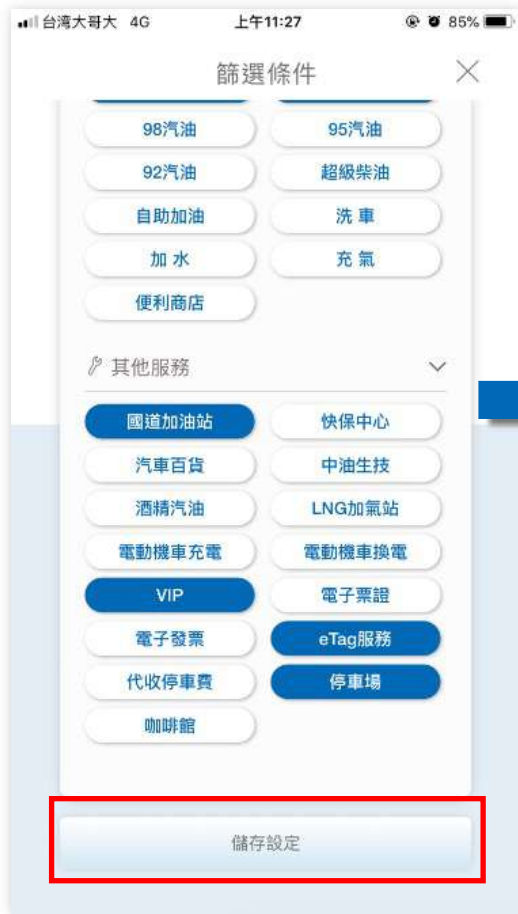 台湾大哥大 4G 上午11:27 85%
篩選條件
98汽油 95汽油
92汽油 超級柴油
自助加油 洗車
加水 充氣
便利商店
其他服務
國道加油站 快保中心
汽車百貨 中油生技
酒精汽油 LNG加氣站
電動機車充電 電動機車換電
VIP 電子票證
電子發票 eTag服務
代收停車費 停車場
咖啡館
儲存設定